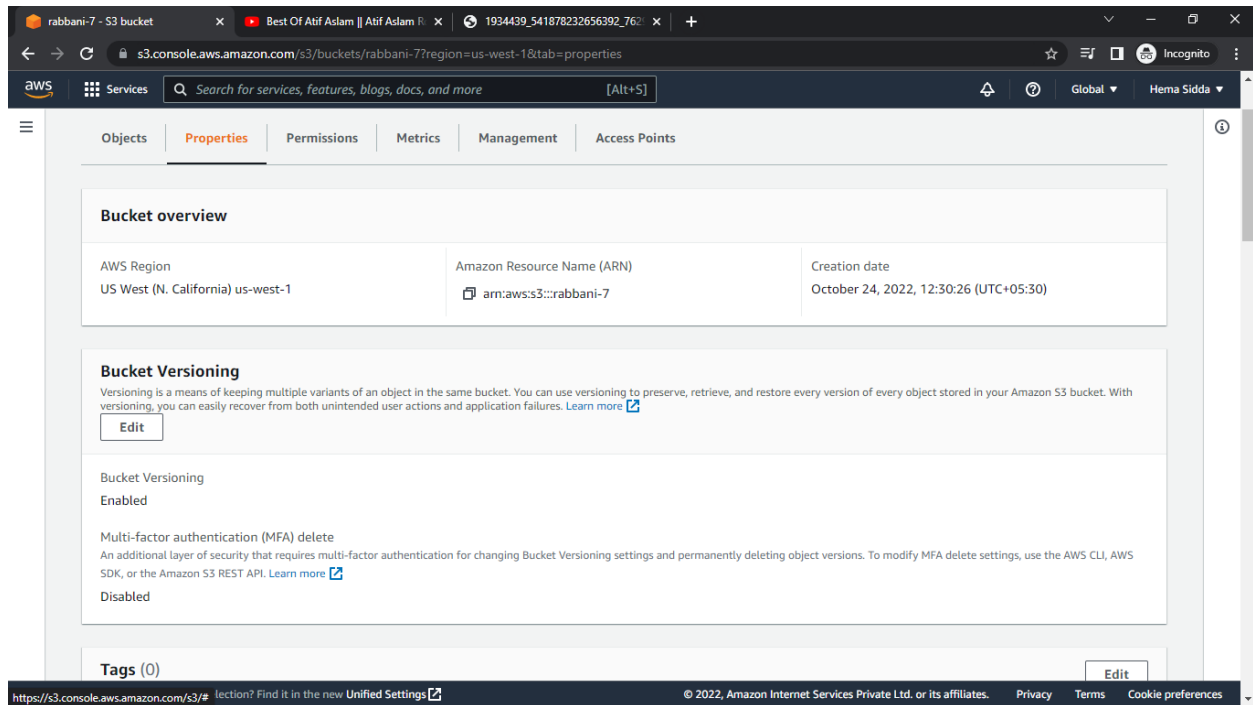 rabbani-7 - S3 bucket
Best Of Atif Aslam || Atif Aslam R
1934439_541878232656392_762
s3.console.aws.amazon.com/s3/buckets/rabbani-7?region=us-west-1&tab=properties
Incognito
aws
Services
Search for services, features, blogs, docs, and more
[Alt+S]
Global
Hema Sidda
Objects
Properties
Permissions
Metrics
Management
Access Points
Bucket overview
AWS Region
US West (N. California) us-west-1
Amazon Resource Name (ARN)
arn:aws:s3:::rabbani-7
Creation date
October 24, 2022, 12:30:26 (UTC+05:30)
Bucket Versioning
Versioning is a means of keeping multiple variants of an object in the same bucket. You can use versioning to preserve, retrieve, and restore every version of every object stored in your Amazon S3 bucket. With
versioning, you can easily recover from both unintended user actions and application failures. Learn more
Edit
Bucket Versioning
Enabled
Multi-factor authentication (MFA) delete
An additional layer of security that requires multi-factor authentication for changing Bucket Versioning settings and permanently deleting object versions. To modify MFA delete settings, use the AWS CLI, AWS
SDK, or the Amazon S3 REST API. Learn more
Disabled
Tags (0)
Edit
https://s3.console.aws.amazon.com/s3/#
lection? Find it in the new Unified Settings
© 2022, Amazon Internet Services Private Ltd. or its affiliates.
Privacy
Terms
Cookie preferences